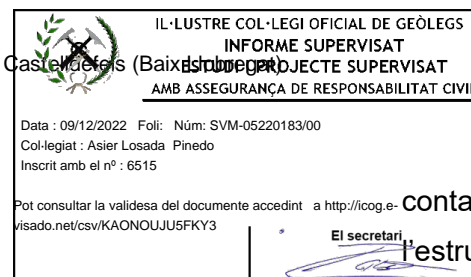 IL·LUSTRE COL·LEGI OFICIAL DE GEÒLEGS
INFORME SUPERVISAT
Castelldefels (Baix Llobregat).
ESTUDI / PROJECTE SUPERVISAT
AMB ASSEGURANÇA DE RESPONSABILITAT CIVIL
Data : 09/12/2022 Foli: Núm: SVM-05220183/00
Col·legiat : Asier Losada Pinedo
Inscrit amb el nº : 6515
Pot consultar la validesa del documente accedint a http://icog.e-
conta
visado.net/csv/KAONOUJU5FKY3
El secretari
l'estru